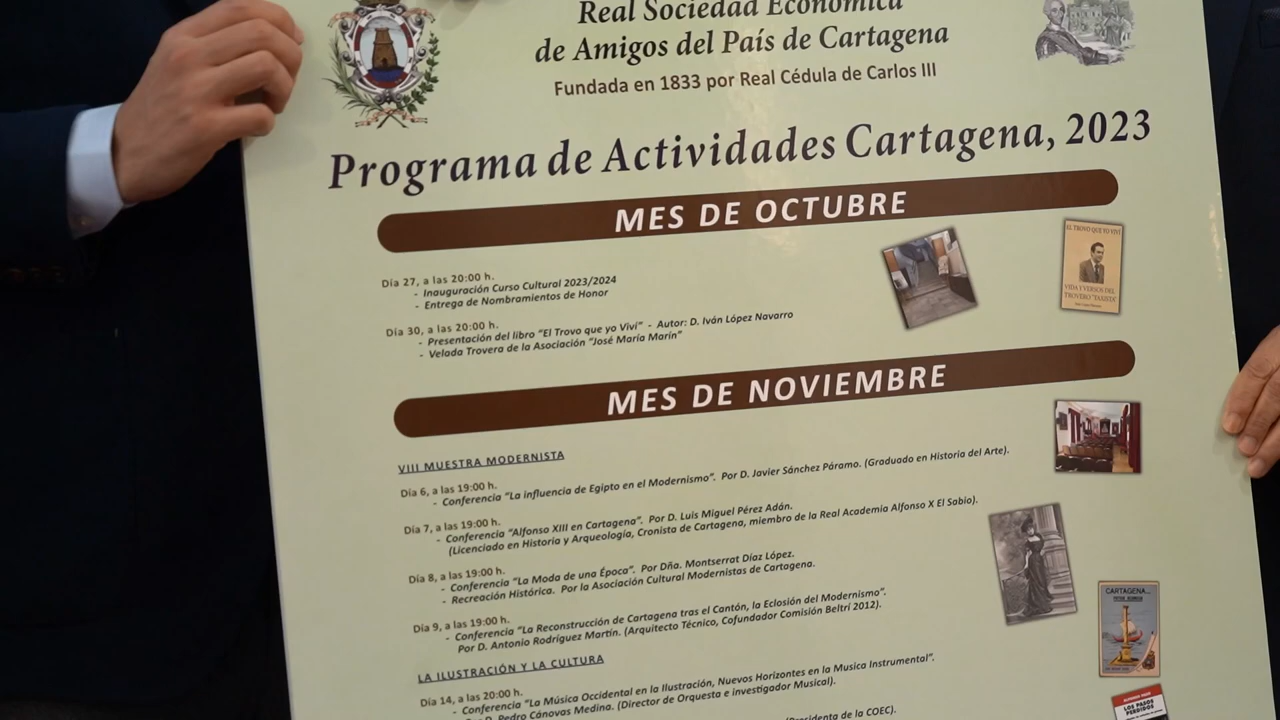 Real Sociedad Económica
de Amigos del País de Cartagena
Fundada en 1833 por Real Cédula de Carlos III
Programa de Actividades Cartagena, 2023
MES DE OCTUBRE
Día 27, a las 20:00 h.
- Inauguración Curso Cultural 2023/2024
- Entrega de Nombramientos de Honor
Día 30, a las 20:00 h.
- Presentación del libro "El Trovo que yo Viví" - Autor: D. Iván López Navarro
- Velada Trovera de la Asociación "José María Marín"
EL TROVO QUE YO VIVÍ
VIDA Y VERSOS DEL
TROVERO "TAXISTA"
MES DE NOVIEMBRE
VIII MUESTRA MODERNISTA
Día 6, a las 19:00 h.
- Conferencia "La influencia de Egipto en el Modernismo". Por D. Javier Sánchez Páramo. (Graduado en Historia del Arte).
Día 7, a las 19:00 h.
- Conferencia "Alfonso XIII en Cartagena". Por D. Luis Miguel Pérez Adán.
(Licenciado en Historia y Arqueología, Cronista de Cartagena, miembro de la Real Academia Alfonso X El Sabio).
Día 8, a las 19:00 h.
- Conferencia "La Moda de una Época". Por Dña. Montserrat Díaz López.
- Recreación Histórica. Por la Asociación Cultural Modernistas de Cartagena.
Día 9, a las 19:00 h.
- Conferencia "La Reconstrucción de Cartagena tras el Cantón, la Eclosión del Modernismo".
Por D. Antonio Rodríguez Martín. (Arquitecto Técnico, Cofundador Comisión Beltrí 2012).
CARTAGENA...
LA ILUSTRACIÓN Y LA CULTURA
Día 14, a las 20:00 h.
- Conferencia "La Música Occidental en la Ilustración, Nuevos Horizontes en la Musica Instrumental".
D. Pedro Cánovas Medina. (Director de Orquesta e investigador Musical).
LOS PASOS
PERDIDOS
(Presidenta de la COEC).